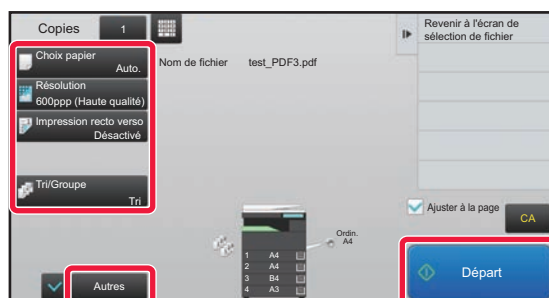 Copies 1
Choix papier
Auto.
Résolution
600ppp (Haute qualité)
Impression recto verso
Désactivé
Tri/Groupe
Tri
Autres
Nom de fichier test_PDF3.pdf
Ordin.
A4
1 A4
2 A4
3 B4
4 A3
Revenir à l'écran de
sélection de fichier
Ajuster à la page
CA
Départ